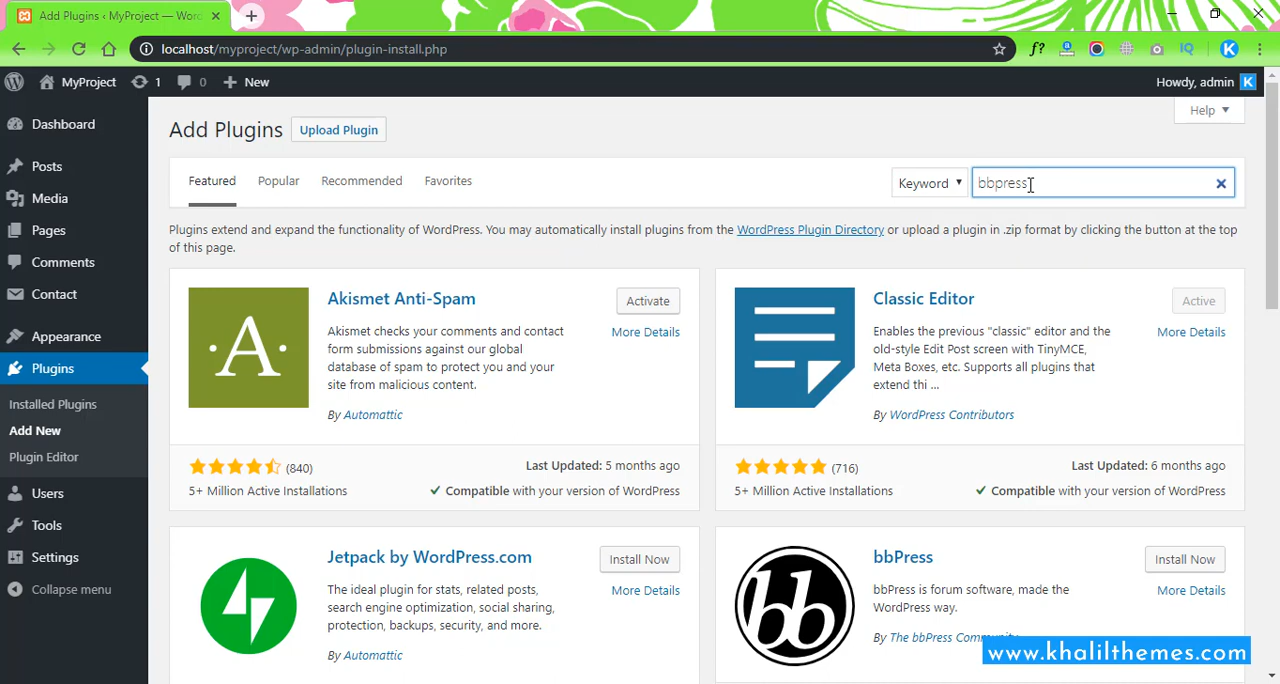 Add Plugins ‹ MyProject — Wor
localhost/myproject/wp-admin/plugin-install.php
f?
IQ
K
MyProject
1
0
New
Howdy, admin
K
Dashboard
Posts
Media
Pages
Comments
Contact
Appearance
Plugins
Installed Plugins
Add New
Plugin Editor
Users
Tools
Settings
Collapse menu
Help
Add Plugins
Upload Plugin
Featured
Popular
Recommended
Favorites
Keyword
bbpress
Plugins extend and expand the functionality of WordPress. You may automatically install plugins from the WordPress Plugin Directory or upload a plugin in .zip format by clicking the button at the top
of this page.
·A·
Akismet Anti-Spam
Activate
More Details
Akismet checks your comments and contact
form submissions against our global
database of spam to protect you and your
site from malicious content.
By Automattic
(840)
5+ Million Active Installations
Last Updated: 5 months ago
Compatible with your version of WordPress
Classic Editor
Active
More Details
Enables the previous "classic" editor and the
old-style Edit Post screen with TinyMCE,
Meta Boxes, etc. Supports all plugins that
extend thi ...
By WordPress Contributors
(716)
5+ Million Active Installations
Last Updated: 6 months ago
Compatible with your version of WordPress
Jetpack by WordPress.com
Install Now
More Details
The ideal plugin for stats, related posts,
search engine optimization, social sharing,
protection, backups, security, and more.
By Automattic
bb
bbPress
Install Now
More Details
bbPress is forum software, made the
WordPress way.
By The bbPress
www.khalilthemes.com